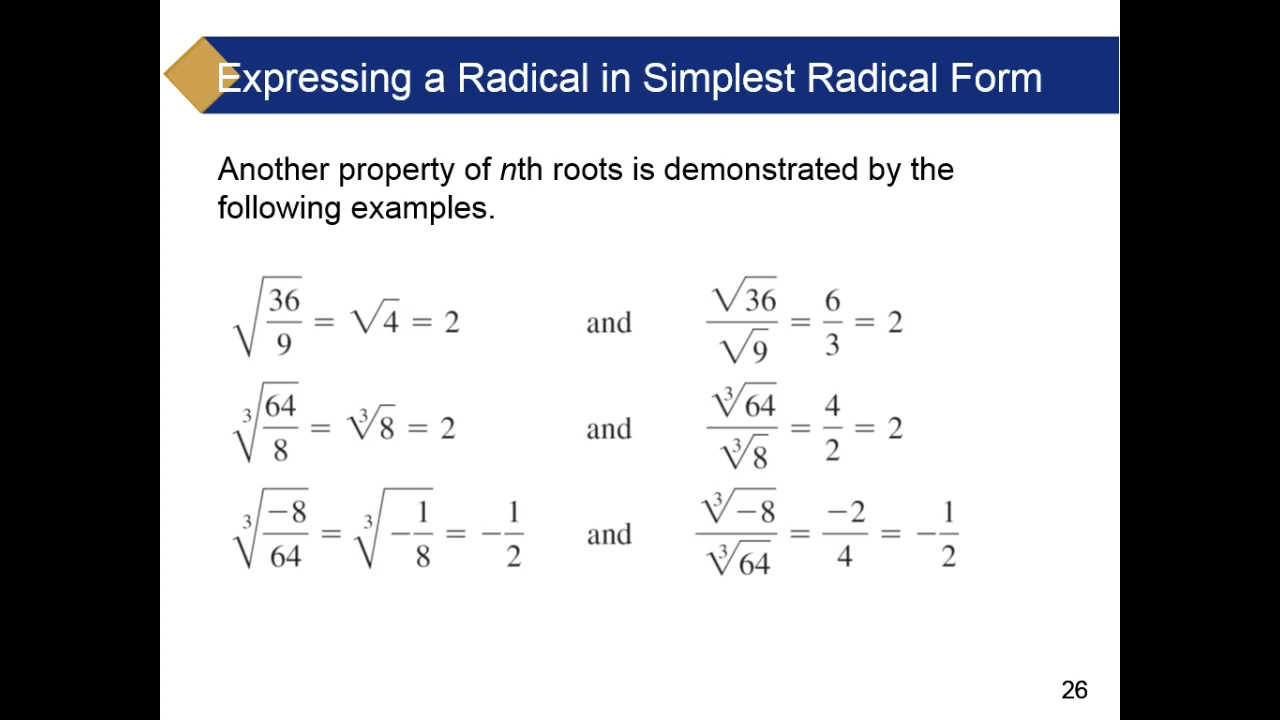 Expressing a Radical in Simplest Radical Form
Another property of nth roots is demonstrated by the
following examples.
√(36/9) = √4 = 2 and √36/√9 = 6/3 = 2
∛(64/8) = ∛8 = 2 and ∛64/∛8 = 4/2 = 2
∛(−8/64) = ∛(−1/8) = −1/2 and ∛−8/∛64 = −2/4 = −1/2
26